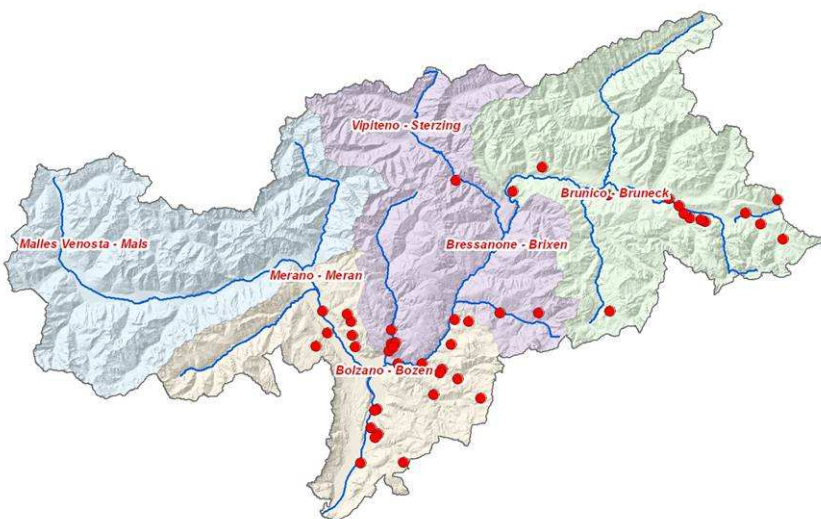 Vipiteno - Sterzing
Brunico - Bruneck
Malles Venosta - Mals
Bressanone - Brixen
Merano - Meran
Bolzano - Bozen